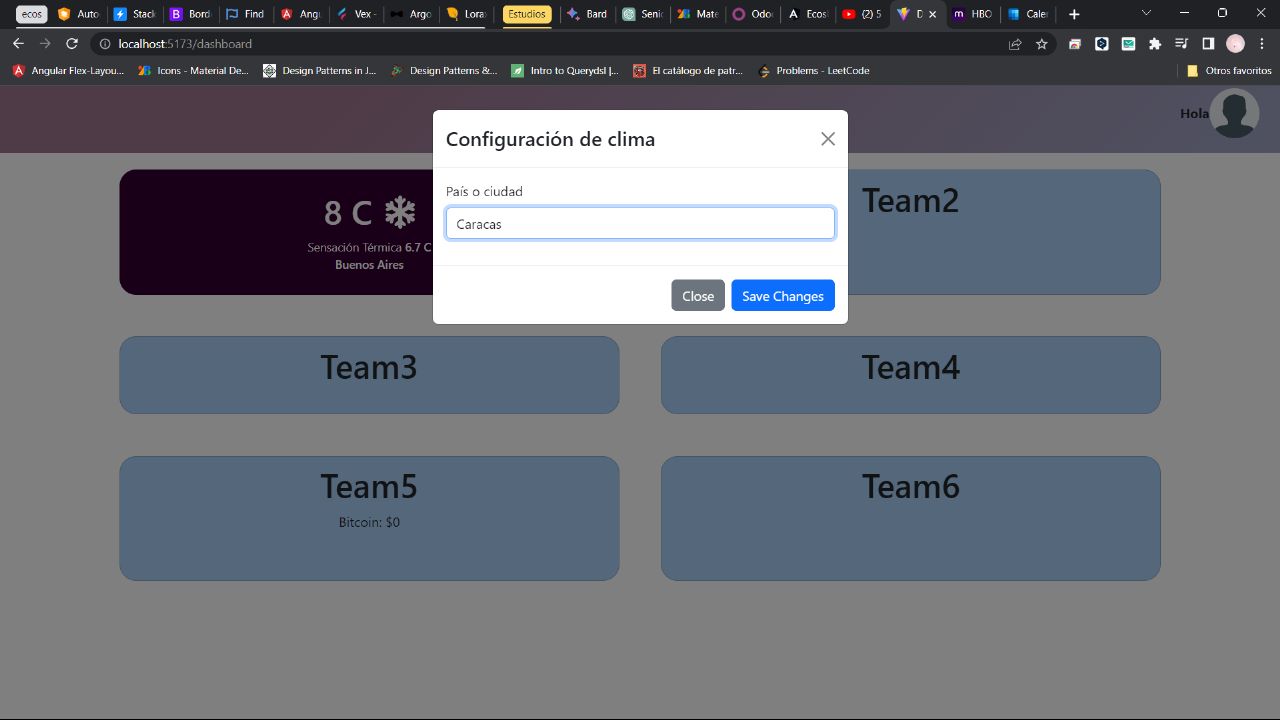 ecos Auto Stack Bord Find Angu Vex- Argo Lora Estudios Bard Senic Mate Odoo Ecos (2) 5 D HBO Caler
localhost:5173/dashboard
Angular Flex-Layou... Icons - Material De... Design Patterns in J... Design Patterns &... Intro to Querydsl |... El catálogo de patr... Problems - LeetCode Otros favoritos
Hola
Configuración de clima
País o ciudad
Caracas
Close Save Changes
8 C
Sensación Térmica 6.7 C
Buenos Aires
Team2
Team3
Team4
Team5
Bitcoin: $0
Team6